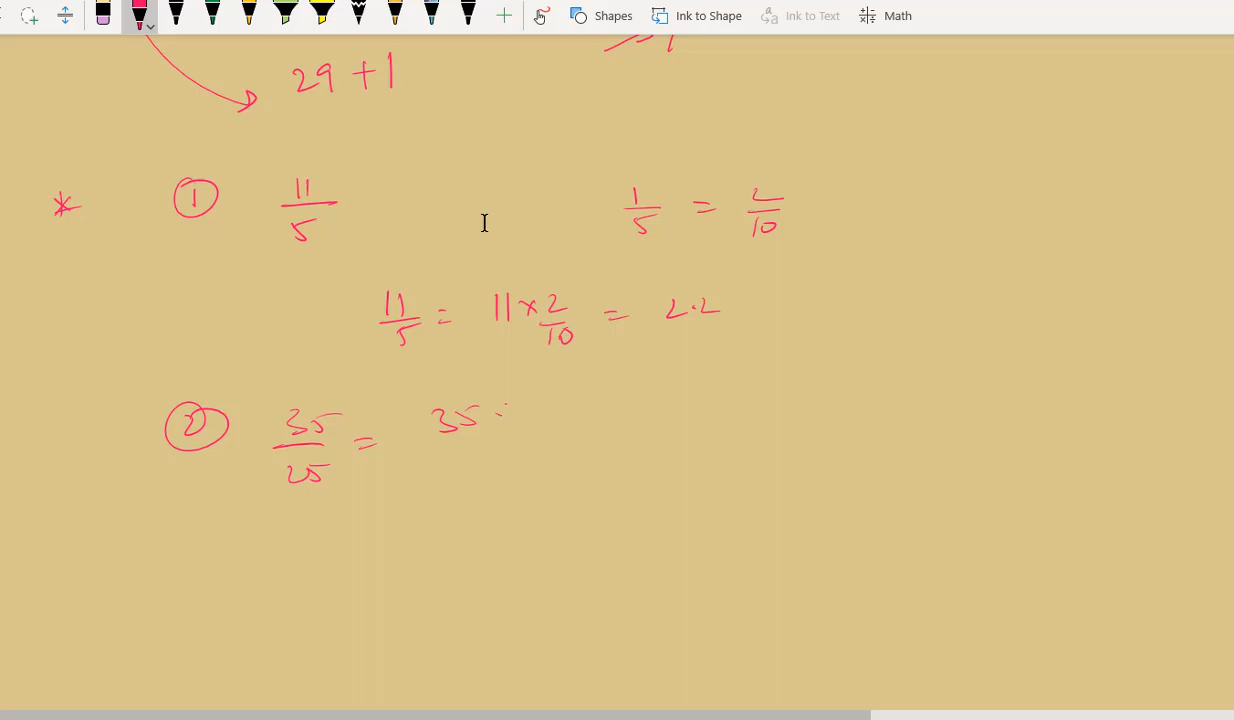 Shapes Ink to Shape Ink to Text Math
29 + 1
* ① 11/5 1/5 = 2/10
11/5 = 11 × 2/10 = 2.2
② 35/25 = 35